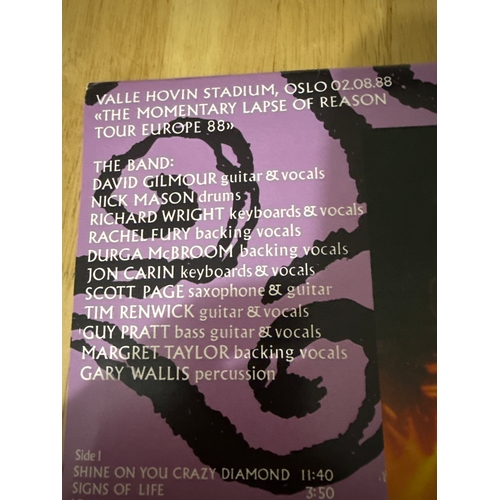 VALLE HOVIN STADIUM, OSLO 02.08.88
«THE MOMENTARY LAPSE OF REASON
TOUR EUROPE 88»
THE BAND:
DAVID GILMOUR guitar & vocals
NICK MASON drums
RICHARD WRIGHT keyboards & vocals
RACHEL FURY backing vocals
DURGA McBROOM backing vocals
JON CARIN keyboards & vocals
SCOTT PAGE saxophone & guitar
TIM RENWICK guitar & vocals
GUY PRATT bass guitar & vocals
MARGRET TAYLOR backing vocals
GARY WALLIS percussion
Side 1
SHINE ON YOU CRAZY DIAMOND 11:40
SIGNS OF LIFE 3:50